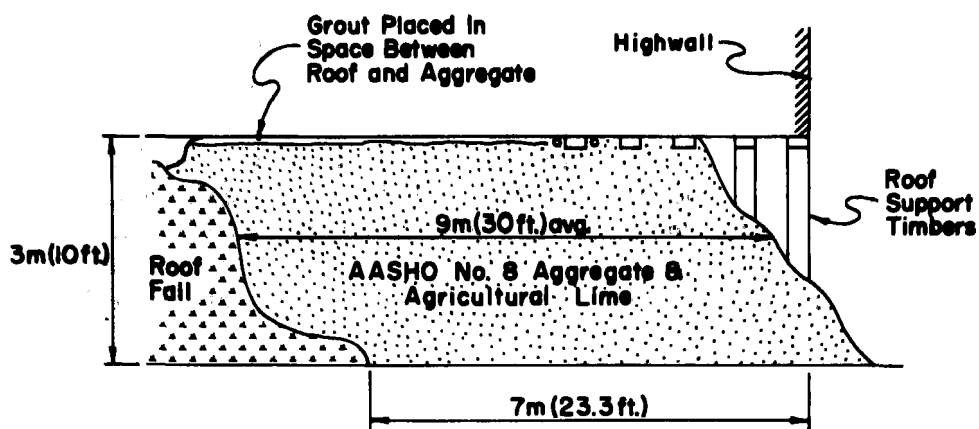 Grout Placed In
Space Between
Roof and Aggregate
Highwall
Roof
Support
Timbers
3m(10ft.)
9m(30ft.)avg.
Roof
Fall
AASHO No. 8 Aggregate &
Agricultural Lime
7m(23.3ft.)